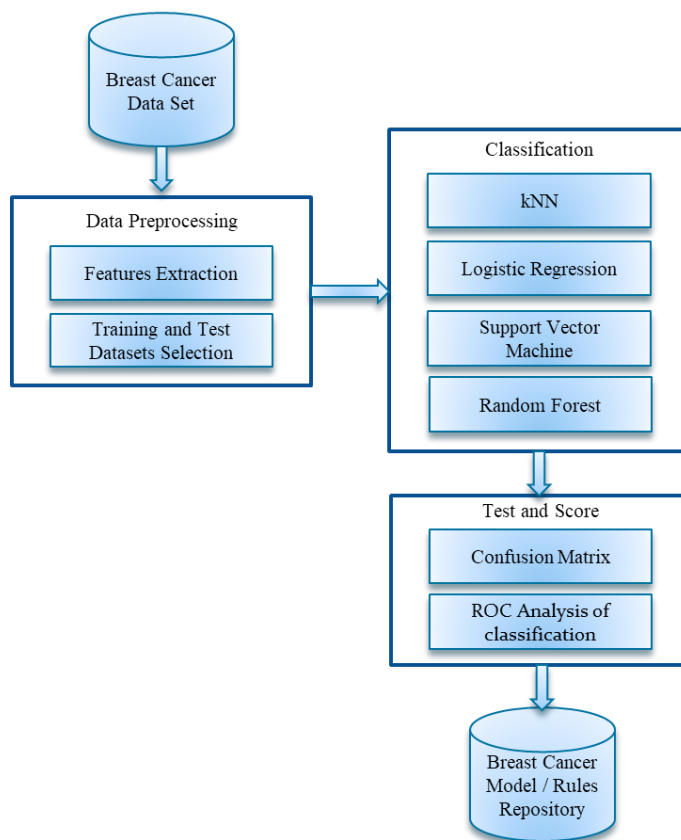 Breast Cancer
Data Set
Data Preprocessing
Features Extraction
Training and Test
Datasets Selection
Classification
kNN
Logistic Regression
Support Vector
Machine
Random Forest
Test and Score
Confusion Matrix
ROC Analysis of
classification
Breast Cancer
Model / Rules
Repository